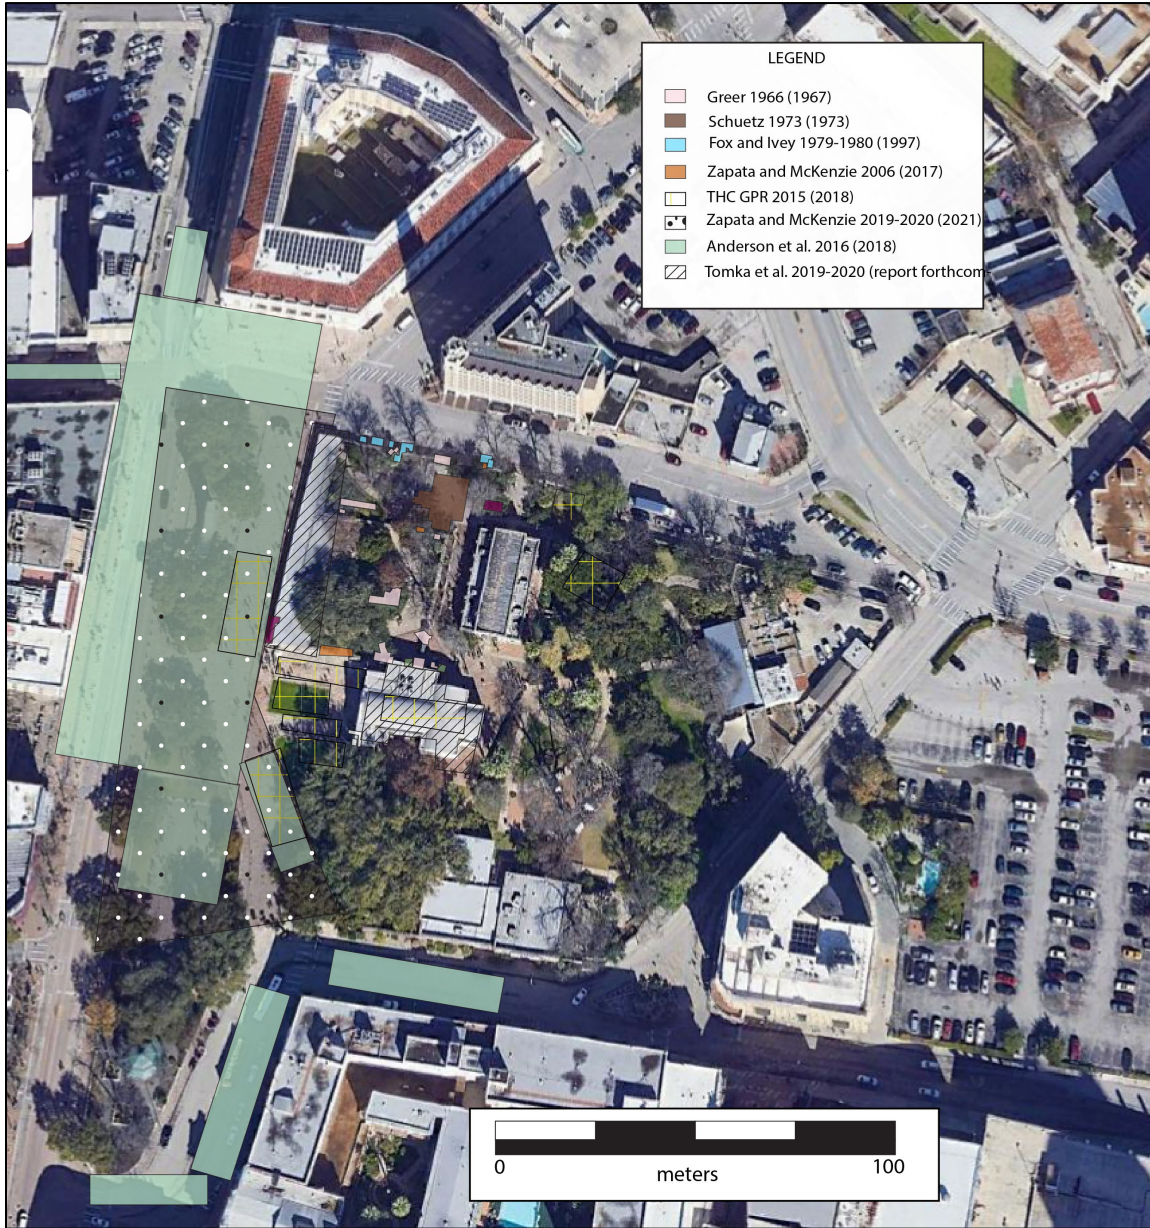 LEGEND
Greer 1966 (1967)
Schuetz 1973 (1973)
Fox and Ivey 1979-1980 (1997)
Zapata and McKenzie 2006 (2017)
THC GPR 2015 (2018)
Zapata and McKenzie 2019-2020 (2021)
Anderson et al. 2016 (2018)
Tomka et al. 2019-2020 (report forthcom-
0 100
meters